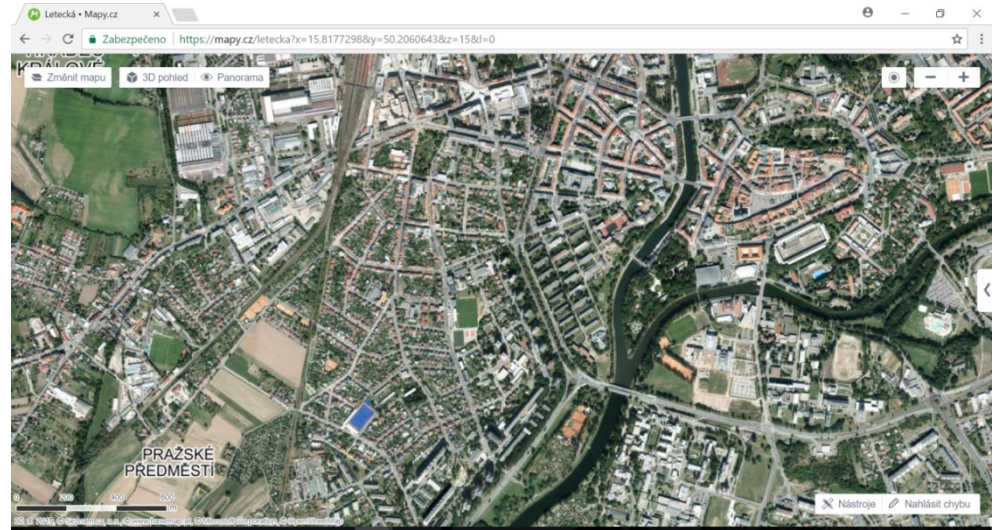 Letecká • Mapy.cz
Zabezpečeno | https://mapy.cz/letecka?x=15.8177298&y=50.2060643&z=15&l=0
KRÁLOVÉ
Změnit mapu
3D pohled
Panorama
PRAŽSKÉ
PŘEDMĚSTÍ
0 200 400 600
m
Nástroje
Nahlásit chybu